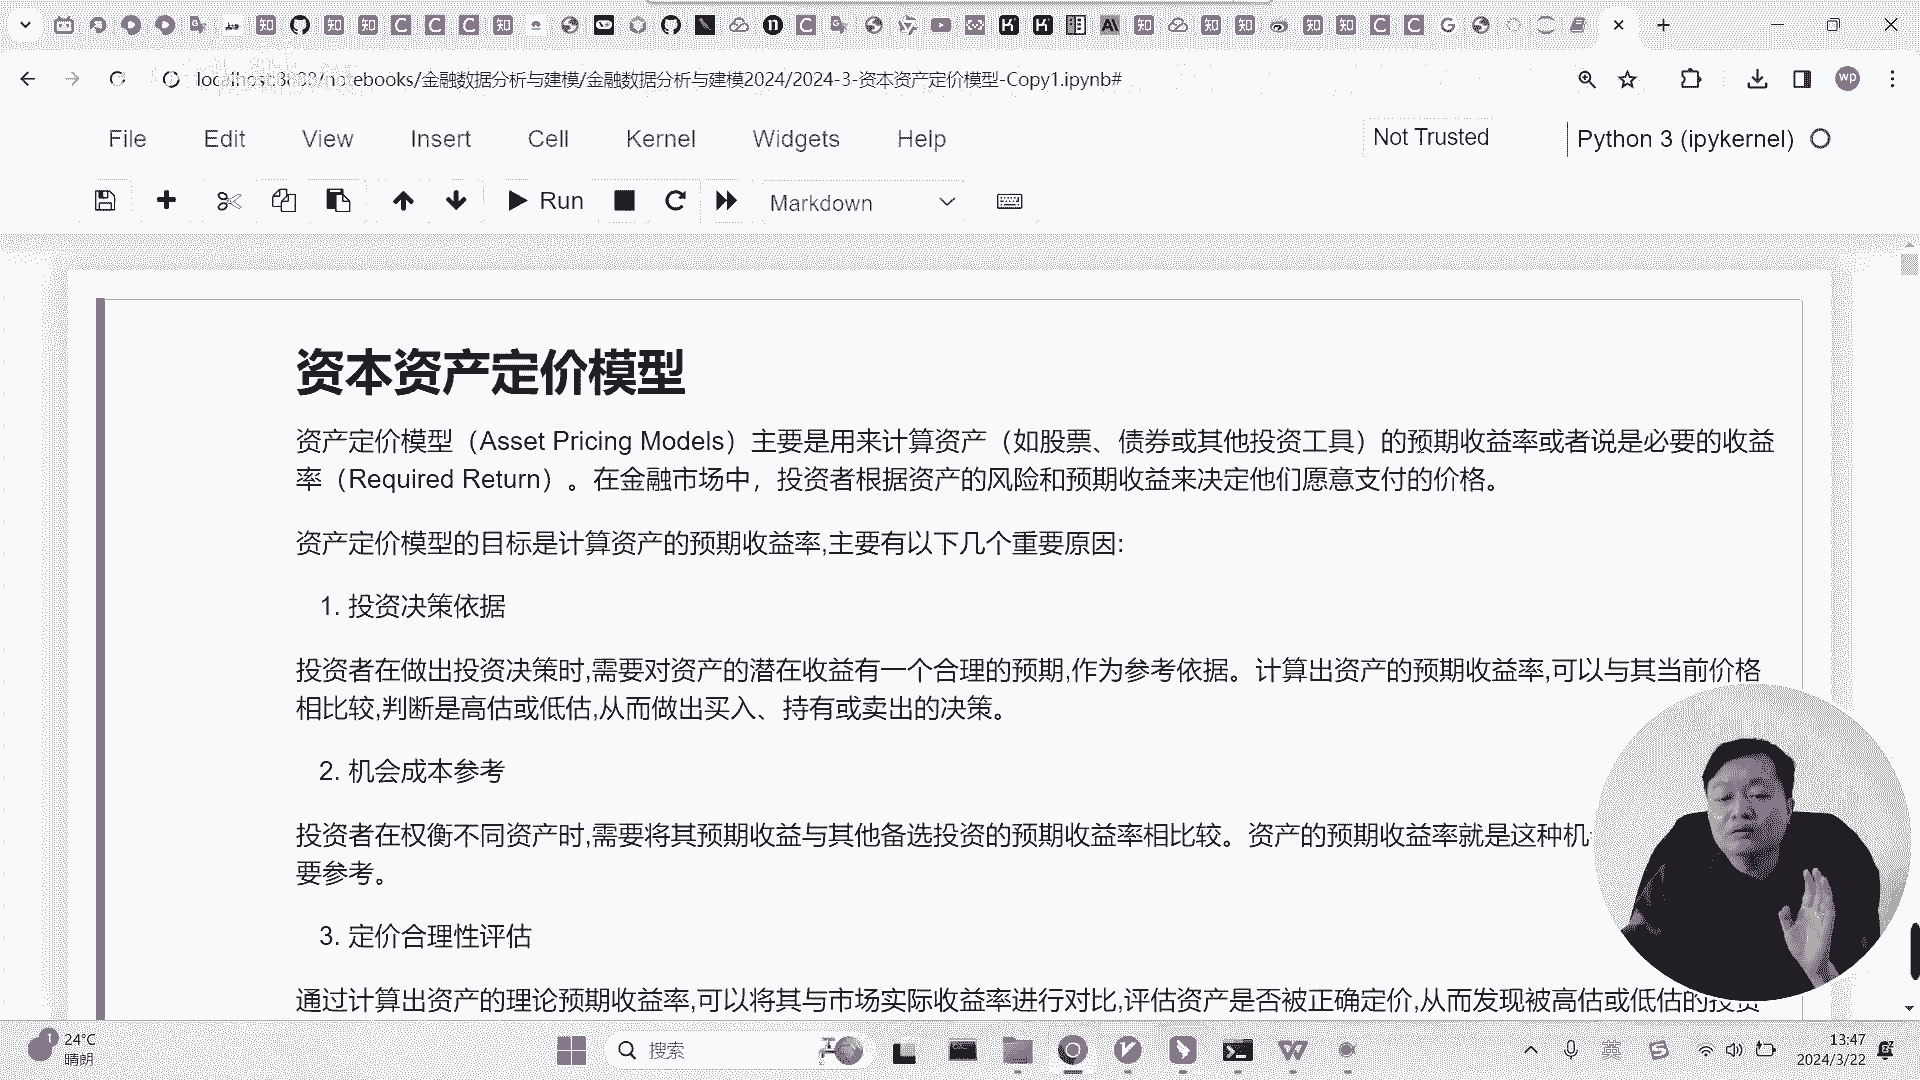 localhost:8888/notebooks/金融数据分析与建模/金融数据分析与建模2024/2024-3-资本资产定价模型-Copy1.ipynb#
wp
File Edit View Insert Cell Kernel Widgets Help
Not Trusted
Python 3 (ipykernel)
Run
Markdown
资本资产定价模型
资产定价模型（Asset Pricing Models）主要是用来计算资产（如股票、债券或其他投资工具）的预期收益率或者说是必要的收益
率（Required Return）。在金融市场中，投资者根据资产的风险和预期收益来决定他们愿意支付的价格。
资产定价模型的目标是计算资产的预期收益率,主要有以下几个重要原因:
1. 投资决策依据
投资者在做出投资决策时,需要对资产的潜在收益有一个合理的预期,作为参考依据。计算出资产的预期收益率,可以与其当前价格
相比较,判断是高估或低估,从而做出买入、持有或卖出的决策。
2. 机会成本参考
投资者在权衡不同资产时,需要将其预期收益与其他备选投资的预期收益率相比较。资产的预期收益率就是这种机
要参考。
3. 定价合理性评估
通过计算出资产的理论预期收益率,可以将其与市场实际收益率进行对比,评估资产是否被正确定价,从而发现被高估或低估的投资
1
24°C
晴朗
搜索
英
13:47
2024/3/22